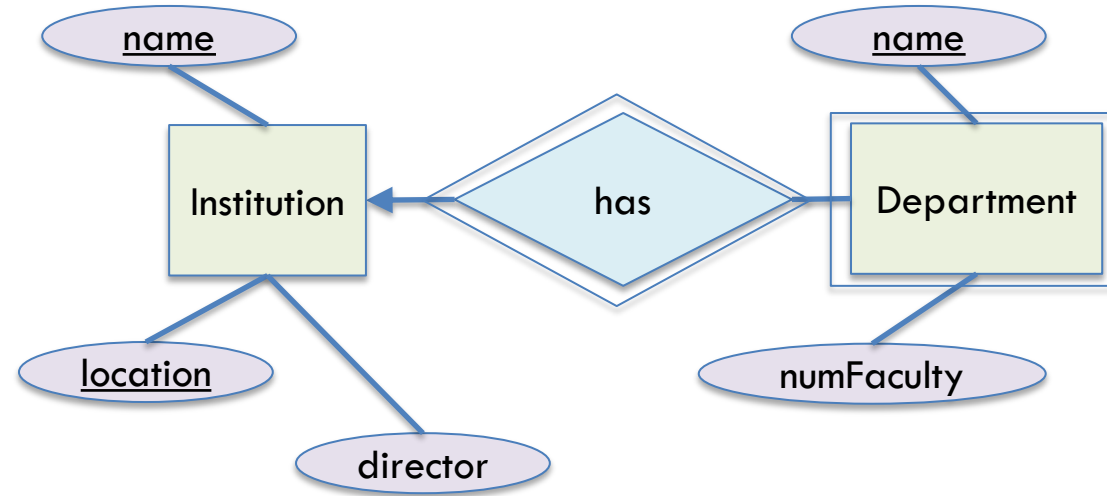 name
name
Institution
has
Department
location
numFaculty
director